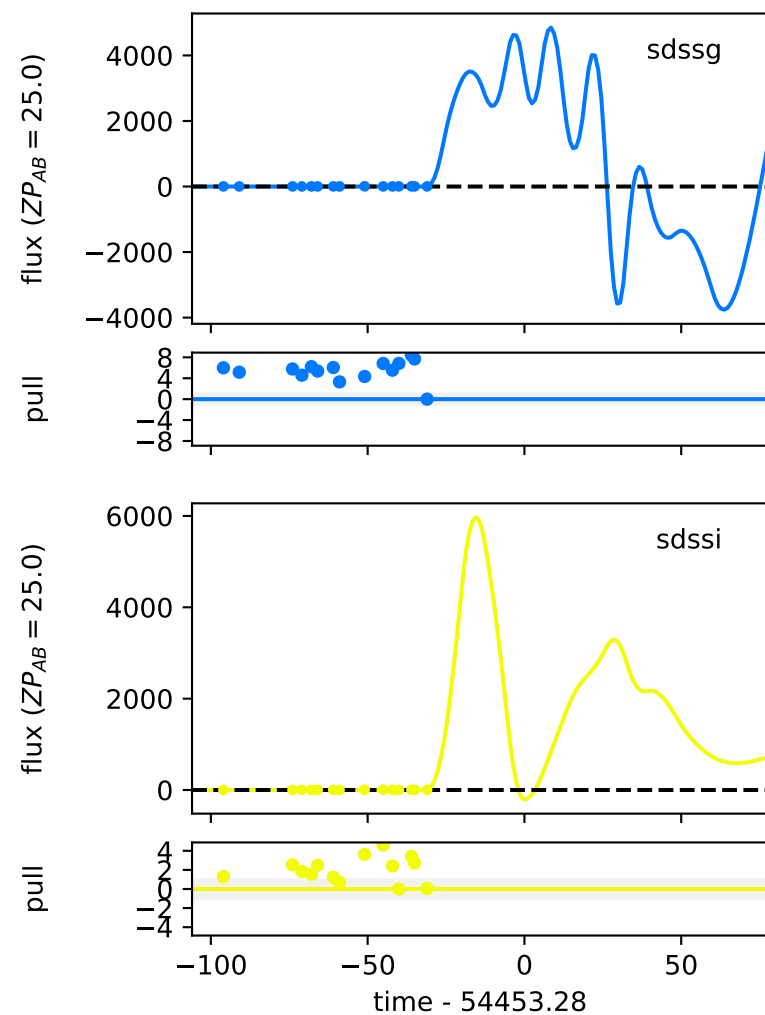 sdssg
flux (ZP_AB = 25.0)
4000
2000
0
−2000
−4000
pull
8
4
0
−4
−8
sdssi
flux (ZP_AB = 25.0)
6000
4000
2000
0
pull
4
2
0
−2
−4
−100 −50 0 50
time - 54453.28